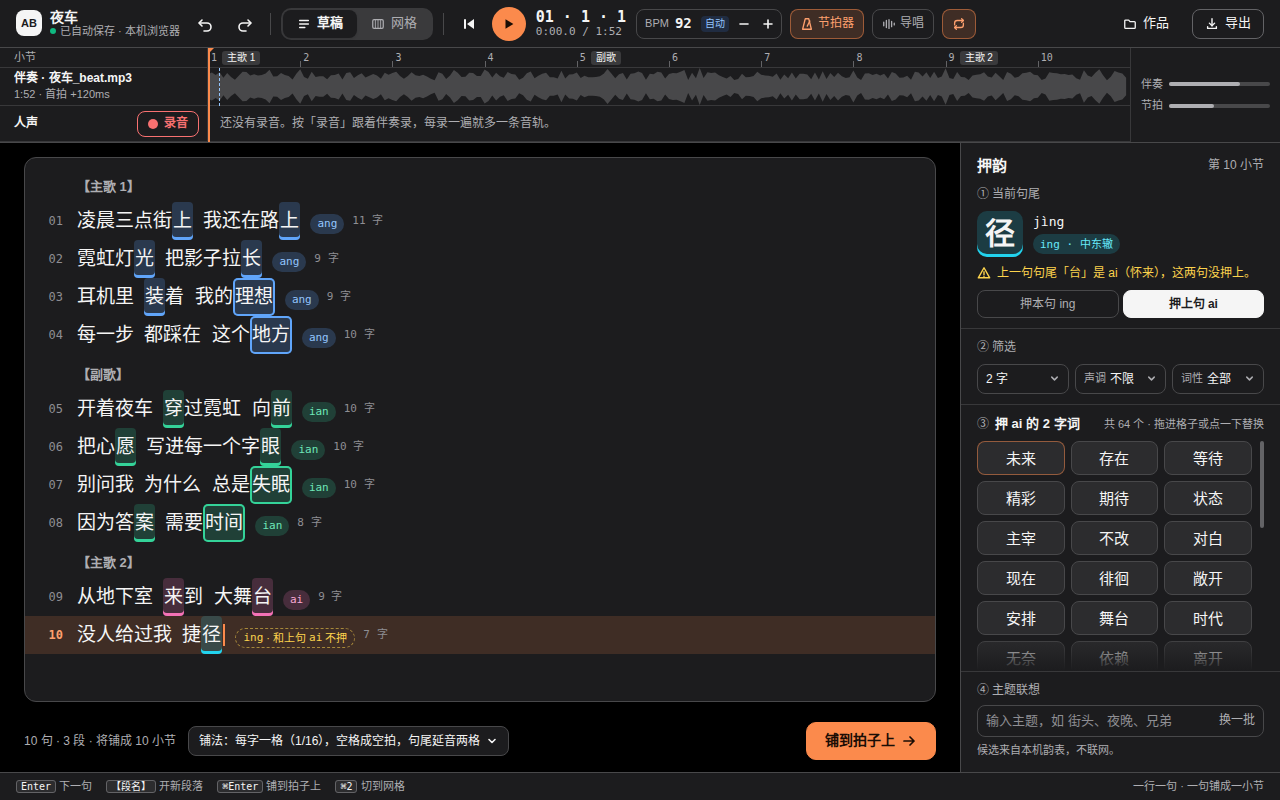 AB 夜车 草稿 网格 01 · 1 · 1 · 1 BPM 92 自动 节拍器 导唱 作品 导出
已自动保存 · 本机浏览器 0:00.0 / 1:52
小节 1 主歌 1 2 3 4 5 副歌 6 7 8 9 主歌 2 10
伴奏 · 夜车_beat.mp3 伴奏
1:52 · 首拍 +120ms 节拍
人声 录音 还没有录音。按「录音」跟着伴奏录，每录一遍就多一条音轨。
【主歌 1】
01 凌晨三点街上 我还在路上 ang 11 字
02 霓虹灯光 把影子拉长 ang 9 字
03 耳机里 装着 我的理想 ang 9 字
04 每一步 都踩在 这个地方 ang 10 字
【副歌】
05 开着夜车 穿过霓虹 向前 ian 10 字
06 把心愿 写进每一个字眼 ian 10 字
07 别问我 为什么 总是失眠 ian 10 字
08 因为答案 需要时间 ian 8 字
【主歌 2】
09 从地下室 来到 大舞台 ai 9 字
10 没人给过我 捷径 ing · 和上句 ai 不押 7 字
10 句 · 3 段 · 将铺成 10 小节 铺法：每字一格（1/16），空格成空拍，句尾延音两格 铺到拍子上
押韵 第 10 小节
① 当前句尾
径 jìng
ing · 中东辙
上一句句尾「台」是 ai（怀来），这两句没押上。
押本句 ing 押上句 ai
② 筛选
2 字 声调 不限 词性 全部
③ 押 ai 的 2 字词 共 64 个 · 拖进格子或点一下替换
未来 存在 等待
精彩 期待 状态
主宰 不改 对白
现在 徘徊 敞开
安排 舞台 时代
无奈 依赖 离开
④ 主题联想
输入主题，如 街头、夜晚、兄弟 换一批
候选来自本机韵表，不联网。
Enter 下一句 【段名】 开新段落 ⌘Enter 铺到拍子上 ⌘2 切到网格 一行一句 · 一句铺成一小节